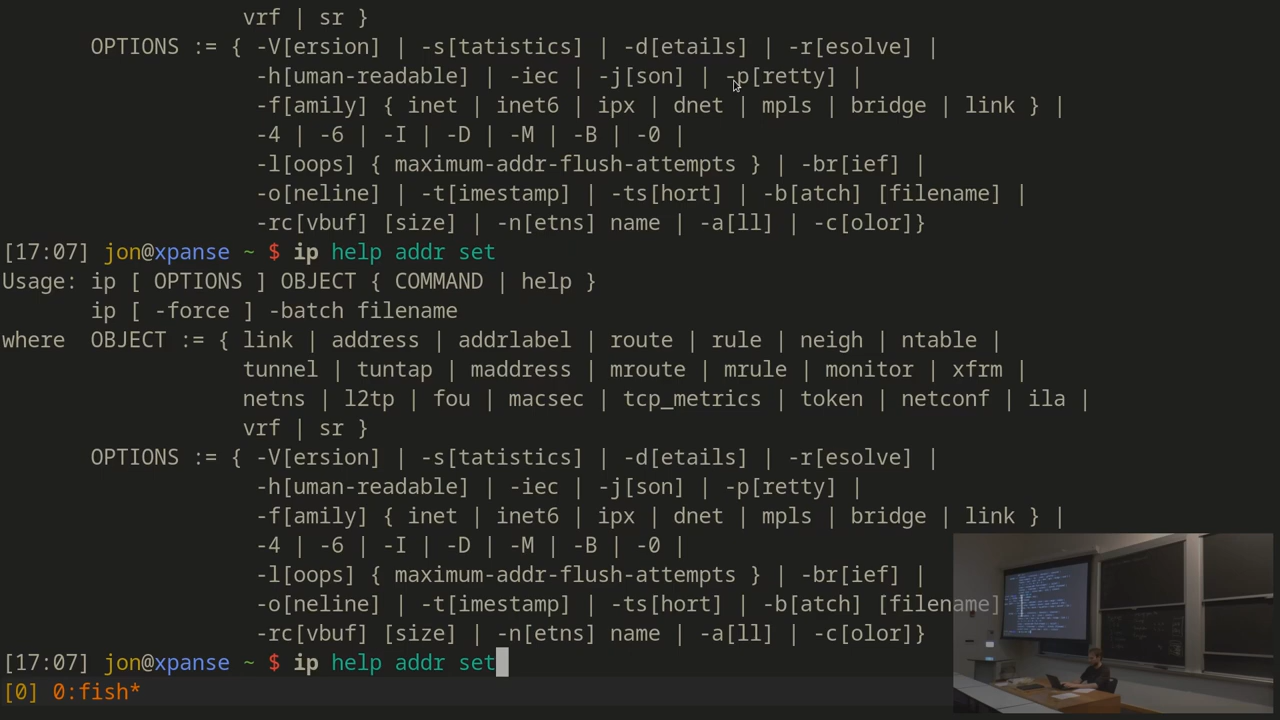 vrf | sr }
OPTIONS := { -V[ersion] | -s[tatistics] | -d[etails] | -r[esolve] |
-h[uman-readable] | -iec | -j[son] | -p[retty] |
-f[amily] { inet | inet6 | ipx | dnet | mpls | bridge | link } |
-4 | -6 | -I | -D | -M | -B | -0 |
-l[oops] { maximum-addr-flush-attempts } | -br[ief] |
-o[neline] | -t[imestamp] | -ts[hort] | -b[atch] [filename] |
-rc[vbuf] [size] | -n[etns] name | -a[ll] | -c[olor]}
[17:07] jon@xpanse ~ $ ip help addr set
Usage: ip [ OPTIONS ] OBJECT { COMMAND | help }
ip [ -force ] -batch filename
where OBJECT := { link | address | addrlabel | route | rule | neigh | ntable |
tunnel | tuntap | maddress | mroute | mrule | monitor | xfrm |
netns | l2tp | fou | macsec | tcp_metrics | token | netconf | ila |
vrf | sr }
OPTIONS := { -V[ersion] | -s[tatistics] | -d[etails] | -r[esolve] |
-h[uman-readable] | -iec | -j[son] | -p[retty] |
-f[amily] { inet | inet6 | ipx | dnet | mpls | bridge | link } |
-4 | -6 | -I | -D | -M | -B | -0 |
-l[oops] { maximum-addr-flush-attempts } | -br[ief] |
-o[neline] | -t[imestamp] | -ts[hort] | -b[atch] [filename]
-rc[vbuf] [size] | -n[etns] name | -a[ll] | -c[olor]}
[17:07] jon@xpanse ~ $ ip help addr set
[0] 0:fish*